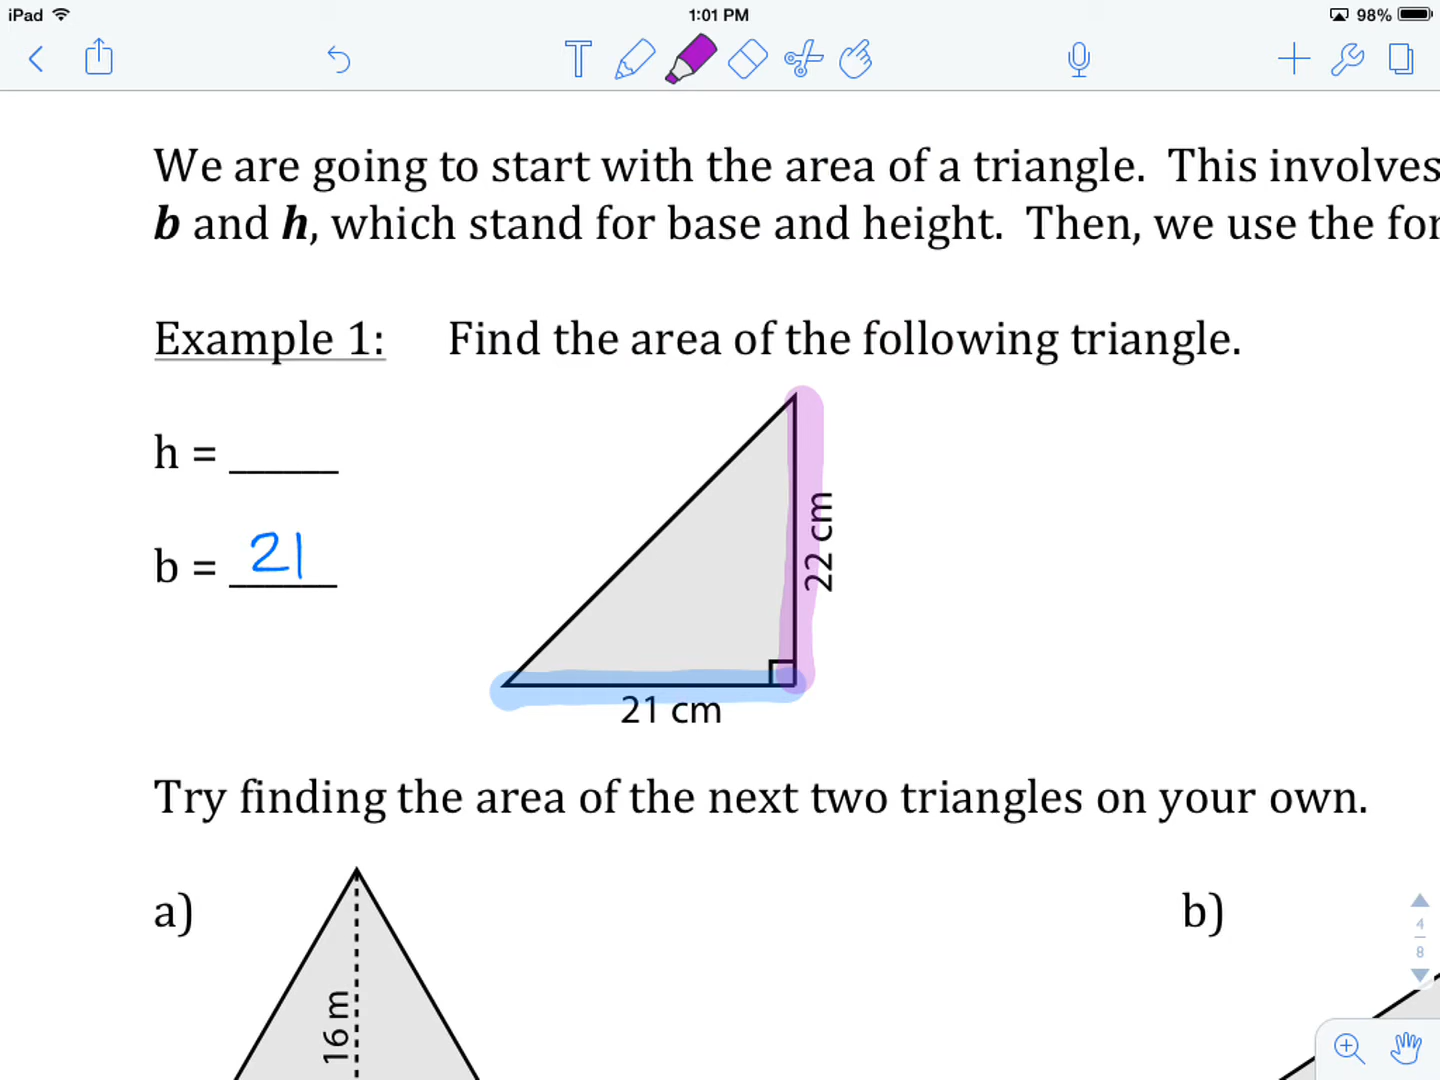 iPad 1:01 PM 98%
T
We are going to start with the area of a triangle. This involves
b and h, which stand for base and height. Then, we use the for
Example 1: Find the area of the following triangle.
h = ______
b = 21
22 cm
21 cm
Try finding the area of the next two triangles on your own.
a) b)
4
8
16 m